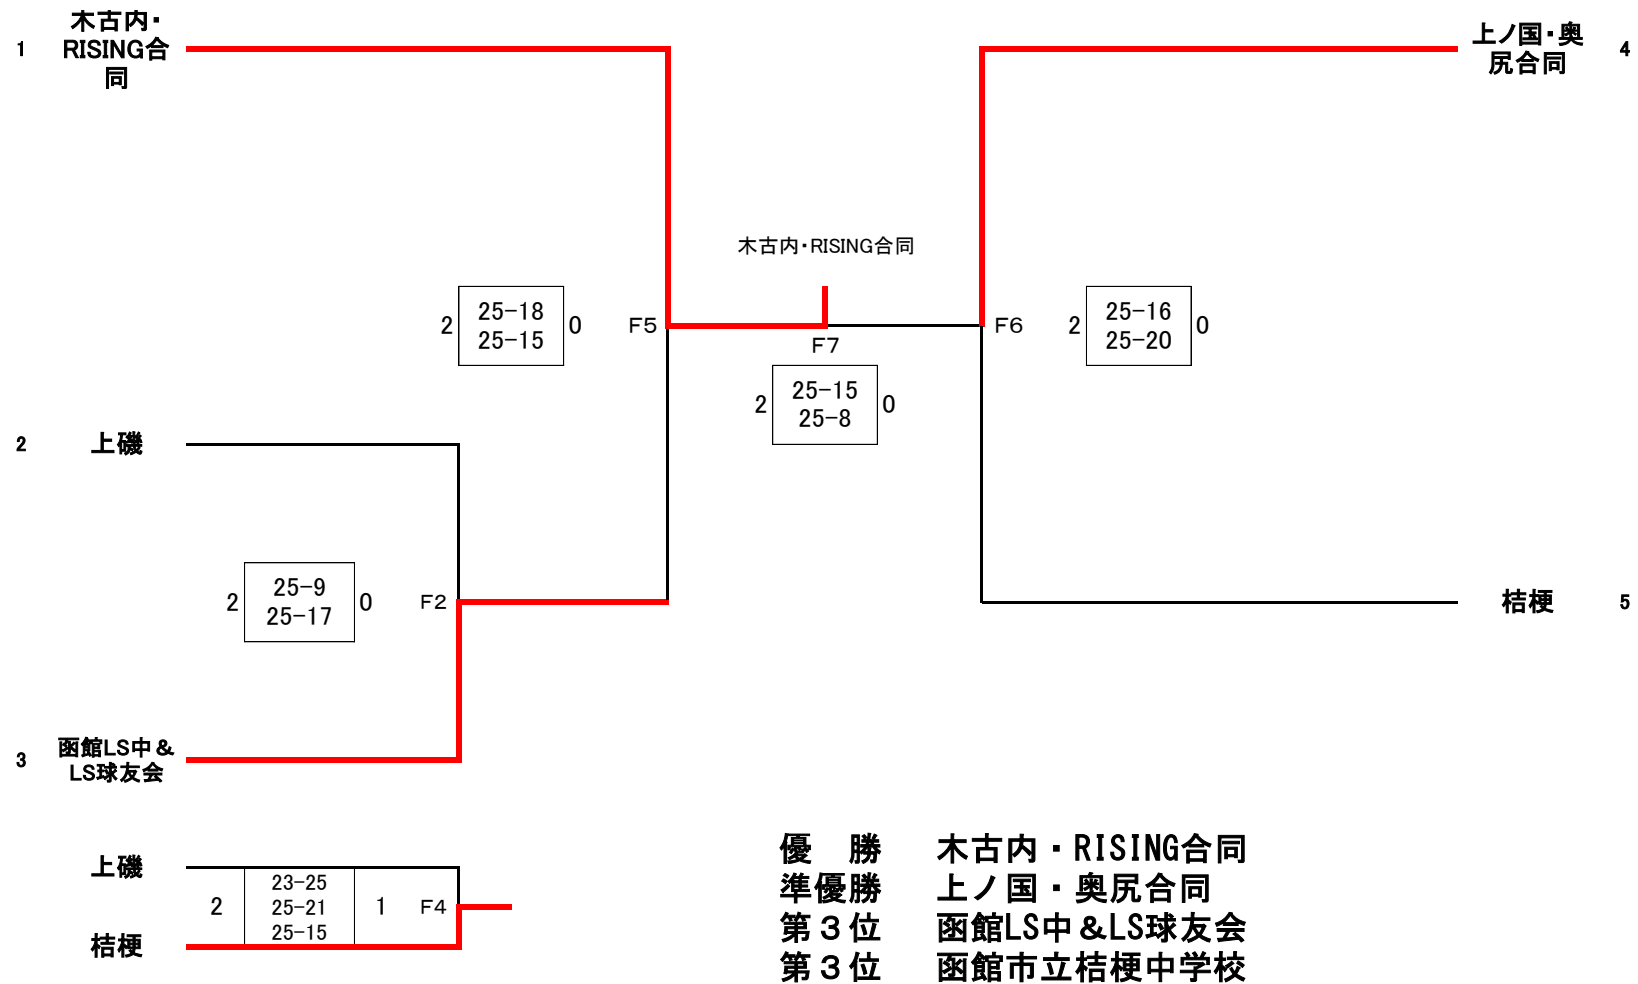 1
木古内・
RISING合
同
上ノ国・奥
尻合同
4
木古内・RISING合同
2
25-18
25-15
0
F5
F7
F6
2
25-16
25-20
0
2
25-15
25-8
0
2
上磯
2
25-9
25-17
0
F2
桔梗
5
3
函館LS中&
LS球友会
上磯
2
23-25
25-21
25-15
1
F4
桔梗
優　勝　木古内・RISING合同
準優勝　上ノ国・奥尻合同
第３位　函館LS中&LS球友会
第３位　函館市立桔梗中学校